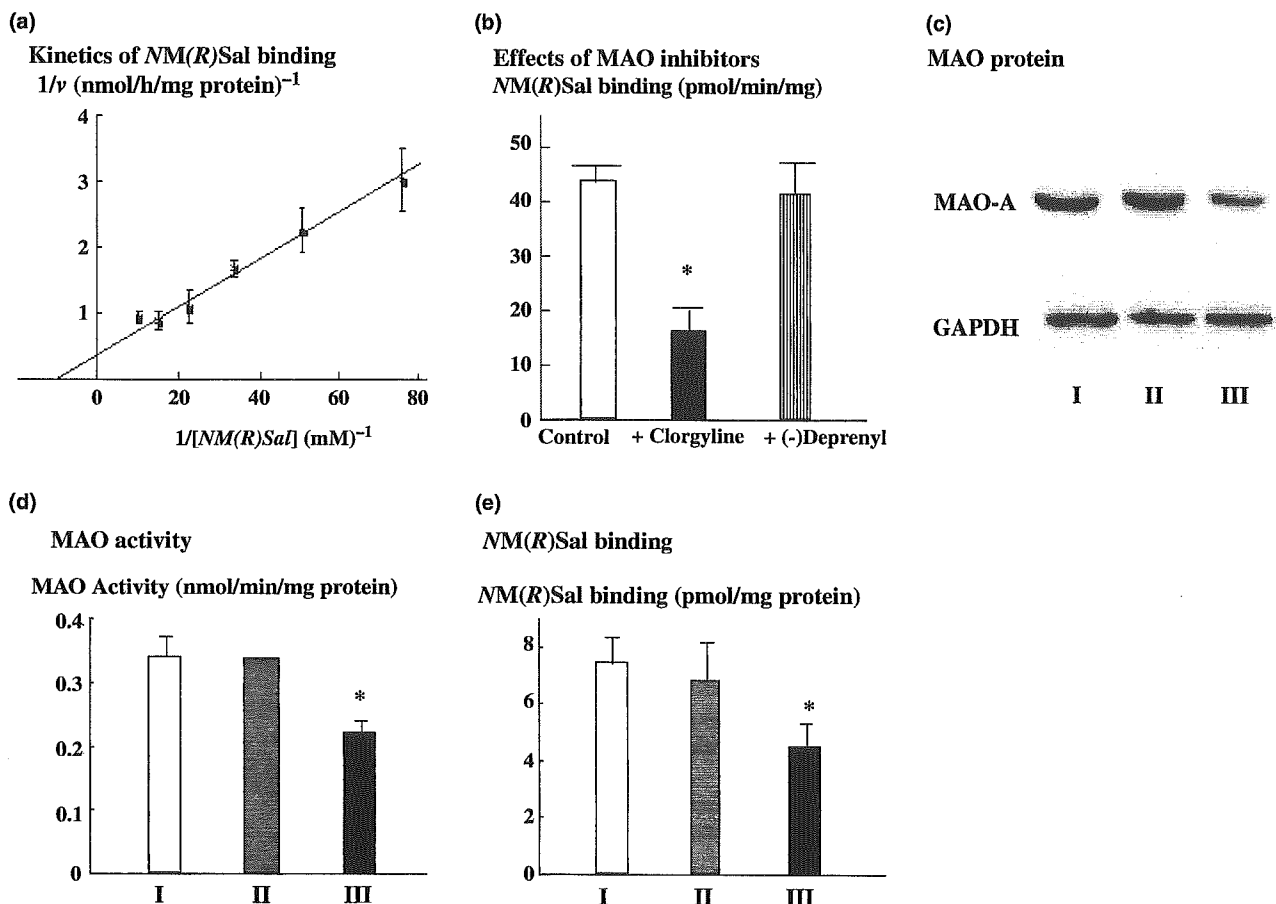 (a)
Kinetics of NM(R)Sal binding
1/v (nmol/h/mg protein)–1
4
3
2
1
0 20 40 60 80
1/[NM(R)Sal] (mM)–1
(b)
Effects of MAO inhibitors
NM(R)Sal binding (pmol/min/mg)
50
40
30
20
10
0
Control + Clorgyline + (-)Deprenyl
*
(c)
MAO protein
MAO-A
GAPDH
I II III
(d)
MAO activity
MAO Activity (nmol/min/mg protein)
0.4
0.3
0.2
0.1
0
*
I II III
(e)
NM(R)Sal binding
NM(R)Sal binding (pmol/mg protein)
8
6
4
2
0
*
I II III